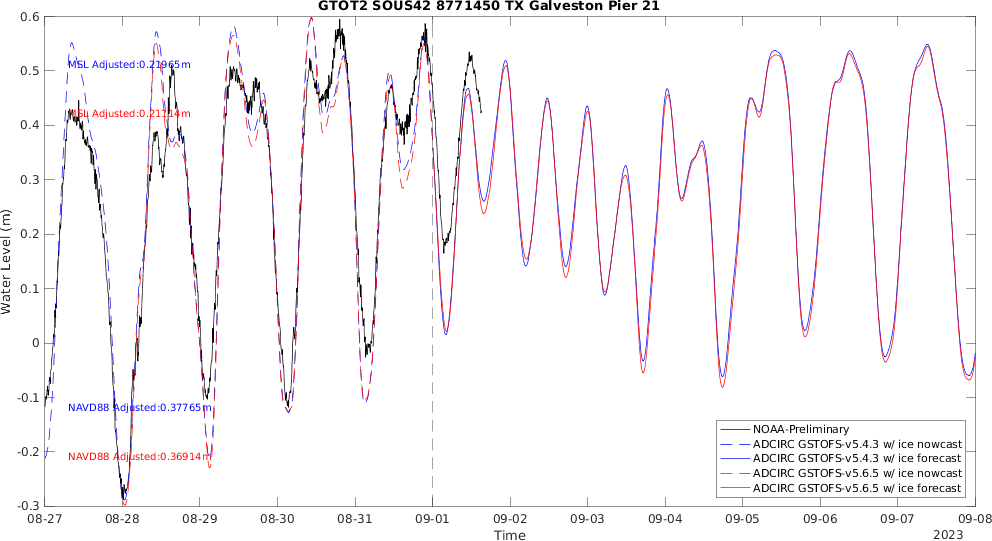 GTOT2 SOUS42 8771450 TX Galveston Pier 21
0.6
0.5
0.4
0.3
0.2
0.1
0
-0.1
-0.2
-0.3
Water Level (m)
MSL Adjusted:0.21965m
MSL Adjusted:0.21114m
NAVD88 Adjusted:0.37765m
NAVD88 Adjusted:0.36914m
NOAA-Preliminary
ADCIRC GSTOFS-v5.4.3 w/ ice nowcast
ADCIRC GSTOFS-v5.4.3 w/ ice forecast
ADCIRC GSTOFS-v5.6.5 w/ ice nowcast
ADCIRC GSTOFS-v5.6.5 w/ ice forecast
08-27 08-28 08-29 08-30 08-31 09-01 09-02 09-03 09-04 09-05 09-06 09-07 09-08
Time
2023